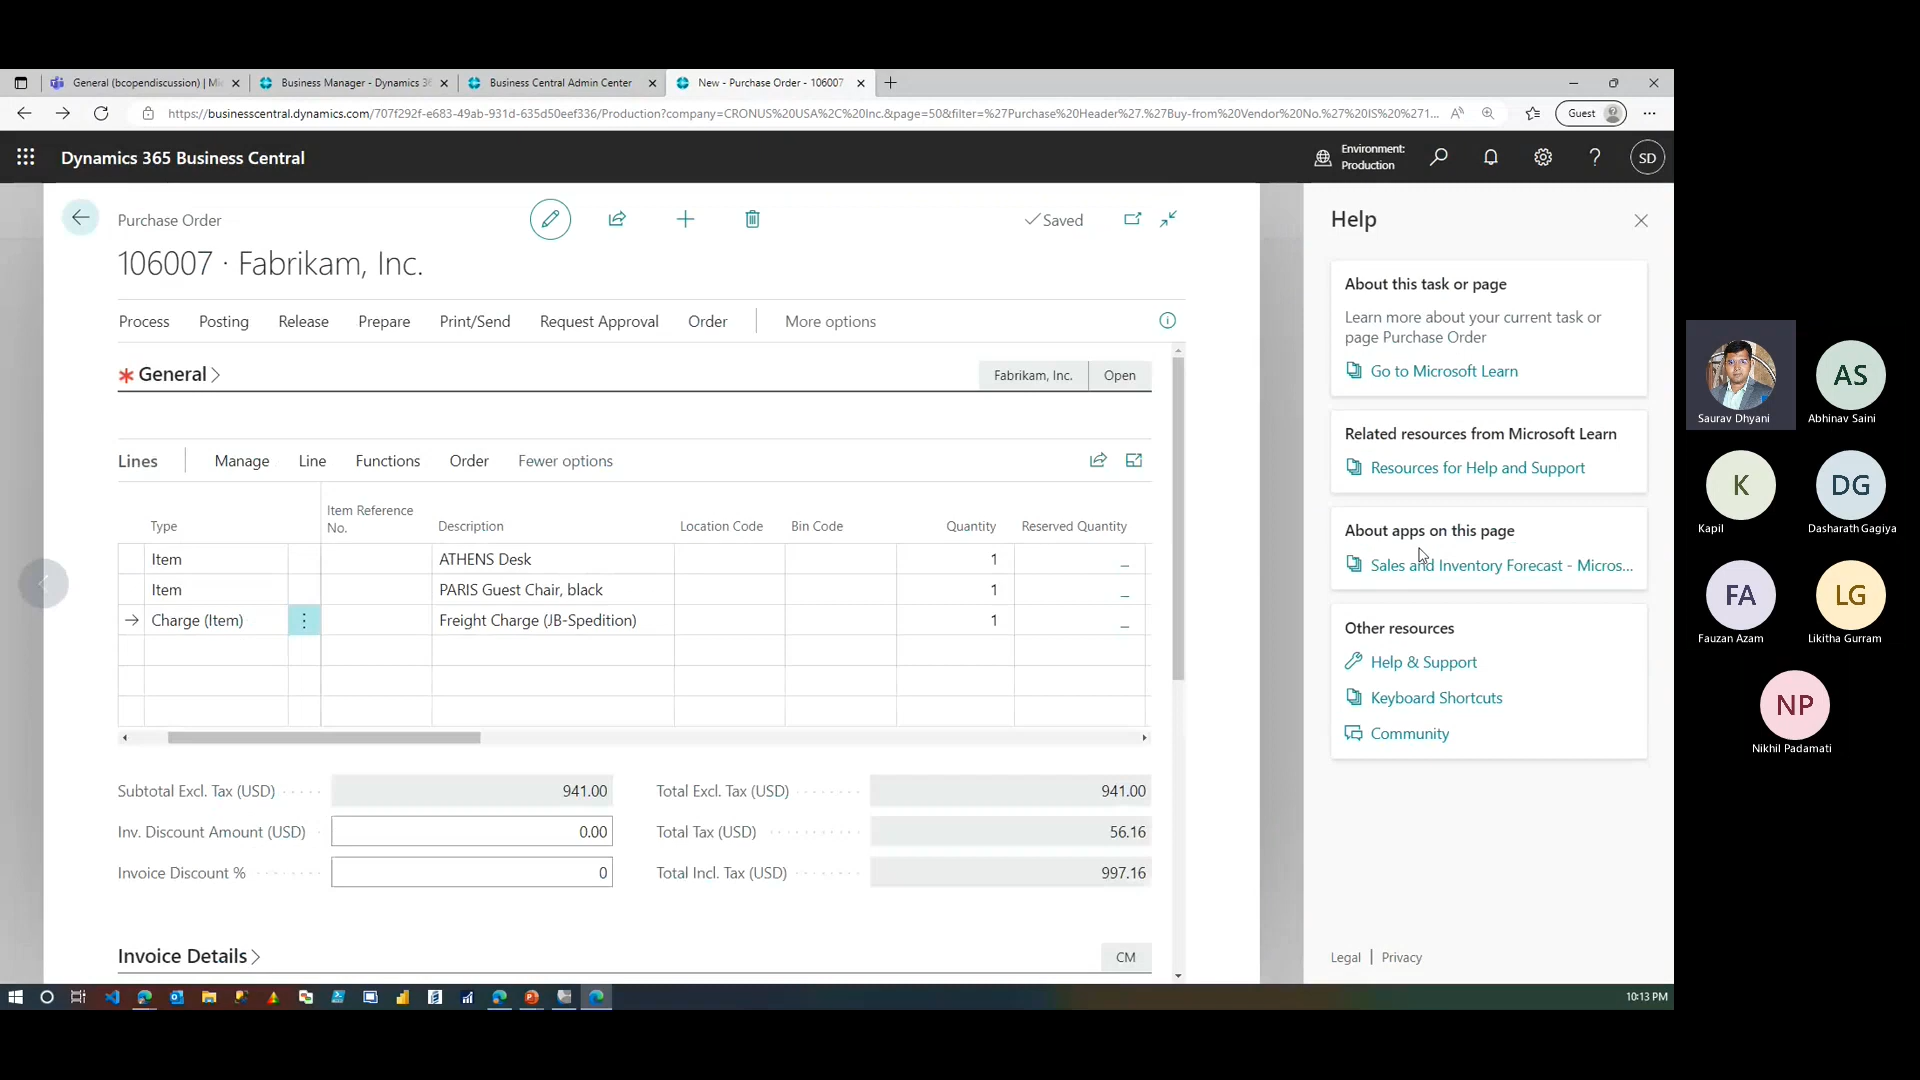 General (bcopendiscussion) | Mi
Business Manager - Dynamics 36
Business Central Admin Center
New - Purchase Order - 106007
https://businesscentral.dynamics.com/707f292f-e683-49ab-931d-635d50eef336/Production?company=CRONUS%20USA%2C%20Inc.&page=50&filter=%27Purchase%20Header%27.%27Buy-from%20Vendor%20No.%27%20IS%20%271...
Guest
Dynamics 365 Business Central
Environment:
Production
SD
Purchase Order
Saved
106007 · Fabrikam, Inc.
Process Posting Release Prepare Print/Send Request Approval Order More options
General
Fabrikam, Inc. Open
Lines Manage Line Functions Order Fewer options
Type Item Reference No. Description Location Code Bin Code Quantity Reserved Quantity
Item ATHENS Desk 1 _
Item PARIS Guest Chair, black 1 _
Charge (Item) Freight Charge (JB-Spedition) 1 _
Subtotal Excl. Tax (USD) 941.00 Total Excl. Tax (USD) 941.00
Inv. Discount Amount (USD) 0.00 Total Tax (USD) 56.16
Invoice Discount % 0 Total Incl. Tax (USD) 997.16
Invoice Details CM
Help
About this task or page
Learn more about your current task or
page Purchase Order
Go to Microsoft Learn
Related resources from Microsoft Learn
Resources for Help and Support
About apps on this page
Sales and Inventory Forecast - Micros...
Other resources
Help & Support
Keyboard Shortcuts
Community
Legal | Privacy
10:13 PM
Saurav Dhyani
AS
Abhinav Saini
K
Kapil
DG
Dasharath Gagiya
FA
Fauzan Azam
LG
Likitha Gurram
NP
Nikhil Padamati